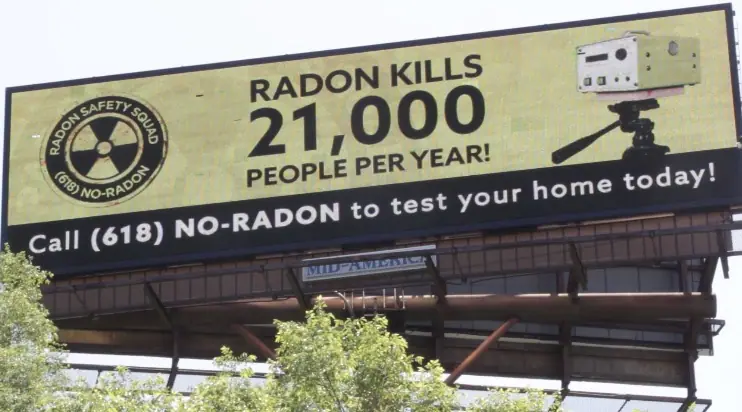 RADON SAFETY SQUAD
(618) NO-RADON
RADON KILLS
21,000
PEOPLE PER YEAR!
Call (618) NO-RADON to test your home today!
MID-AMERICA